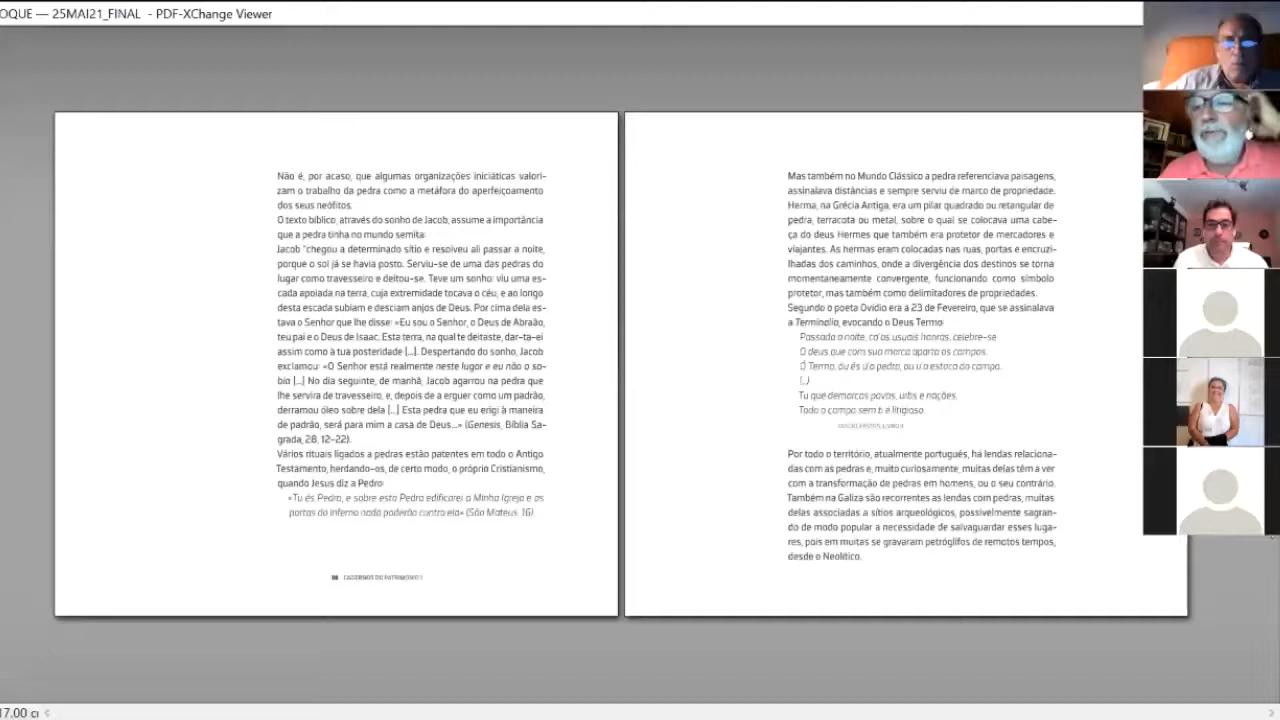 OQUE — 25MAI21_FINAL - PDF-XChange Viewer
Não é, por acaso, que algumas organizações iniciáticas valori-
zam o trabalho da pedra como a metáfora do aperfeiçoamento
dos seus neófitos.
O texto bíblico, através do sonho de Jacob, assume a importância
que a pedra tinha no mundo semita:
Jacob "chegou a determinado sítio e resolveu ali passar a noite,
porque o sol já se havia posto. Serviu-se de uma das pedras do
lugar como travesseiro e deitou-se. Teve um sonho: viu uma es-
cada apoiada na terra, cuja extremidade tocava o céu; e ao longo
desta escada subiam e desciam anjos de Deus. Por cima dela es-
tava o Senhor que lhe disse: «Eu sou o Senhor, o Deus de Abraão,
teu pai e o Deus de Isaac. Esta terra, na qual te deitaste, dar-ta-ei
assim como à tua posteridade [...]. Despertando do sonho, Jacob
exclamou: «O Senhor está realmente neste lugar e eu não o sa-
bia [...] No dia seguinte, de manhã, Jacob agarrou na pedra que
lhe servira de travesseiro, e, depois de a erguer como um padrão,
derramou óleo sobre dela [...] Esta pedra que eu erigi à maneira
de padrão, será para mim a casa de Deus...» (Genesis, Bíblia Sa-
grada, 28, 12-22).
Vários rituais ligados a pedras estão patentes em todo o Antigo
Testamento, herdando-os, de certo modo, o próprio Cristianismo,
quando Jesus diz a Pedro:
«Tu és Pedro, e sobre esta Pedra edificarei a Minha Igreja e as
portas do Inferno nada poderão contra ela» (São Mateus, 16).
CADERNOS DO PATRIMÓNIO 1
Mas também no Mundo Clássico a pedra referenciava paisagens,
assinalava distâncias e sempre serviu de marco de propriedade.
Herma, na Grécia Antiga, era um pilar quadrado ou retangular de
pedra, terracota ou metal, sobre o qual se colocava uma cabe-
ça do deus Hermes que também era protetor de mercadores e
viajantes. As hermas eram colocadas nas ruas, portas e encruzi-
lhadas dos caminhos, onde a divergência dos destinos se torna
momentaneamente convergente, funcionando como símbolo
protetor, mas também como delimitadores de propriedades.
Segundo o poeta Ovídio era a 23 de Fevereiro, que se assinalava
a Terminalia, evocando o Deus Termo:
Passada a noite, co'as usuais honras, celebre-se
O deus que com sua marca aparta os campos.
Ó Termo, ou és u'a pedra, ou u'a estaca do campo.
(...)
Tu que demarcas povos, urbs e nações,
Todo o campo sem ti é litigioso.
OVÍDIO, FASTOS, LIVRO II
Por todo o território, atualmente português, há lendas relaciona-
das com as pedras e, muito curiosamente, muitas delas têm a ver
com a transformação de pedras em homens, ou o seu contrário.
Também na Galiza são recorrentes as lendas com pedras, muitas
delas associadas a sítios arqueológicos, possivelmente sagran-
do de modo popular a necessidade de salvaguardar esses luga-
res, pois em muitas se gravaram petróglifos de remotos tempos,
desde o Neolítico.